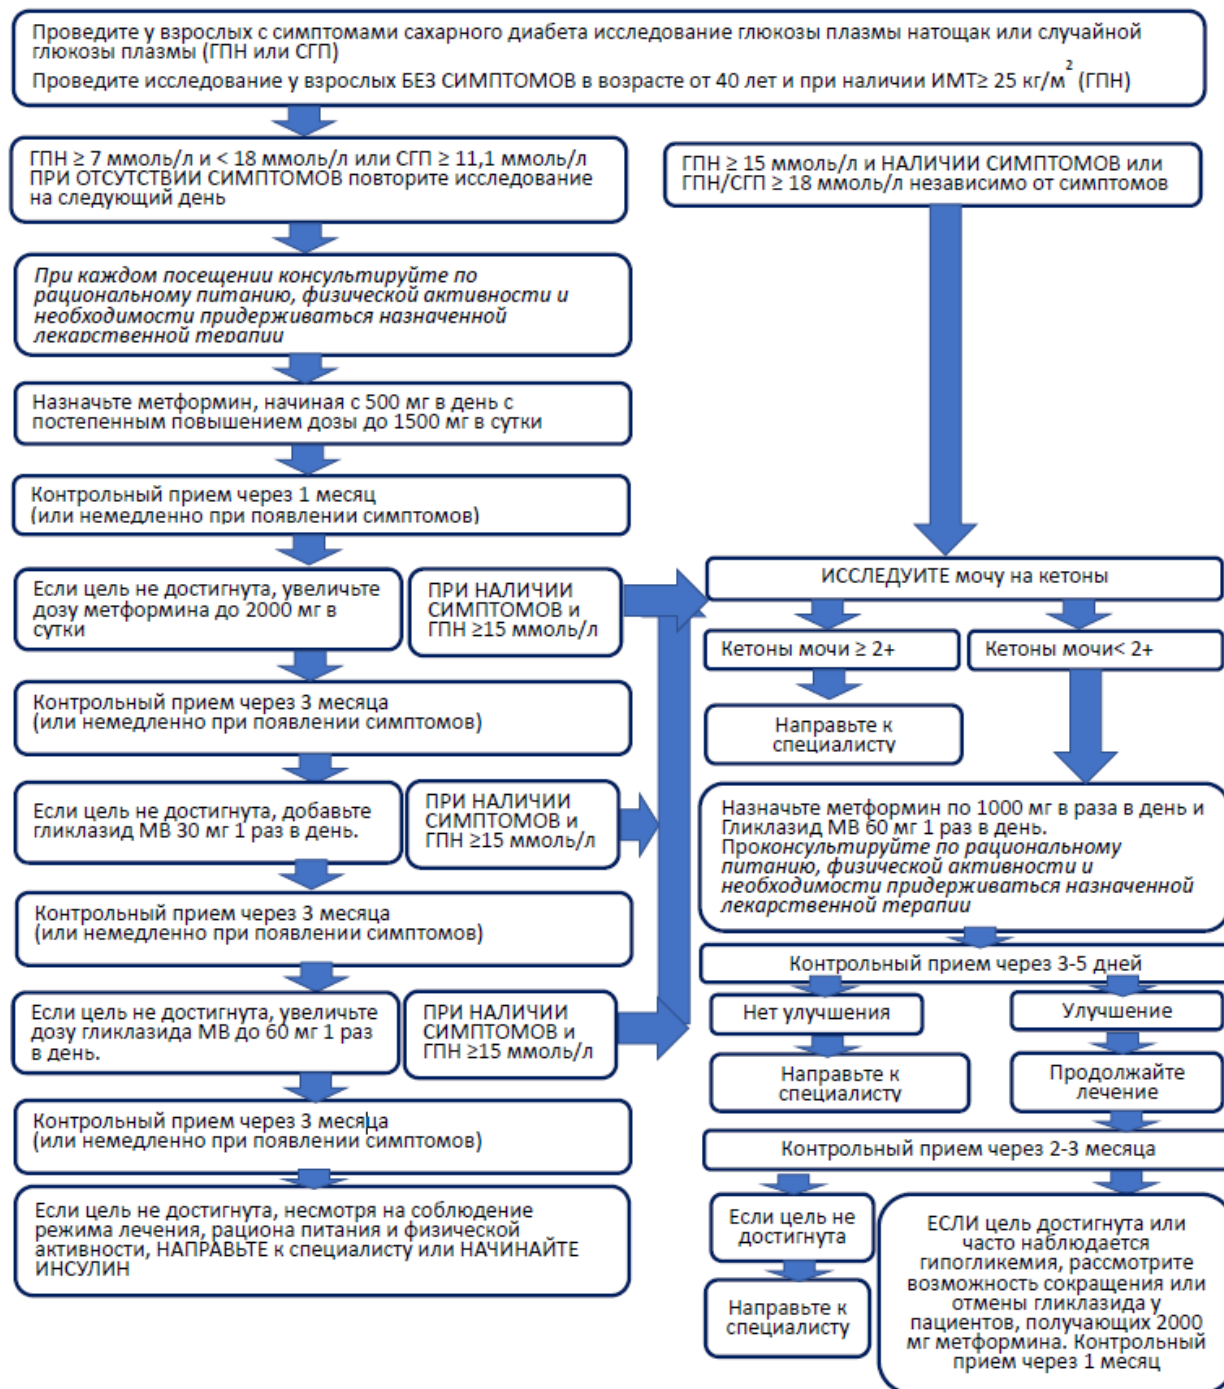 Проведите у взрослых с симптомами сахарного диабета исследование глюкозы плазмы натощак или случайной
глюкозы плазмы (ГПН или СГП)
Проведите исследование у взрослых БЕЗ СИМПТОМОВ в возрасте от 40 лет и при наличии ИМТ≥ 25 кг/м² (ГПН)
ГПН ≥ 7 ммоль/л и < 18 ммоль/л или СГП ≥ 11,1 ммоль/л
ПРИ ОТСУТСТВИИ СИМПТОМОВ повторите исследование
на следующий день
При каждом посещении консультируйте по
рациональному питанию, физической активности и
необходимости придерживаться назначенной
лекарственной терапии
Назначьте метформин, начиная с 500 мг в день с
постепенным повышением дозы до 1500 мг в сутки
Контрольный прием через 1 месяц
(или немедленно при появлении симптомов)
Если цель не достигнута, увеличьте
дозу метформина до 2000 мг в
сутки
ПРИ НАЛИЧИИ
СИМПТОМОВ и
ГПН ≥15 ммоль/л
Контрольный прием через 3 месяца
(или немедленно при появлении симптомов)
Если цель не достигнута, добавьте
гликлазид МВ 30 мг 1 раз в день.
ПРИ НАЛИЧИИ
СИМПТОМОВ и
ГПН ≥15 ммоль/л
Контрольный прием через 3 месяца
(или немедленно при появлении симптомов)
Если цель не достигнута, увеличьте
дозу гликлазида МВ до 60 мг 1 раз
в день.
ПРИ НАЛИЧИИ
СИМПТОМОВ и
ГПН ≥15 ммоль/л
Контрольный прием через 3 месяца
(или немедленно при появлении симптомов)
Если цель не достигнута, несмотря на соблюдение
режима лечения, рациона питания и физической
активности, НАПРАВЬТЕ к специалисту или НАЧИНАЙТЕ
ИНСУЛИН
ГПН ≥ 15 ммоль/л и НАЛИЧИИ СИМПТОМОВ или
ГПН/СГП ≥ 18 ммоль/л независимо от симптомов
ИССЛЕДУИТЕ мочу на кетоны
Кетоны мочи ≥ 2+
Кетоны мочи< 2+
Направьте к
специалисту
Назначьте метформин по 1000 мг в раза в день и
Гликлазид МВ 60 мг 1 раз в день.
Проконсультируйте по рациональному
питанию, физической активности и
необходимости придерживаться назначенной
лекарственной терапии
Контрольный прием через 3-5 дней
Нет улучшения
Улучшение
Направьте к
специалисту
Продолжайте
лечение
Контрольный прием через 2-3 месяца
Если цель не
достигнута
Направьте к
специалисту
ЕСЛИ цель достигнута или
часто наблюдается
гипогликемия, рассмотрите
возможность сокращения или
отмены гликлазида у
пациентов, получающих 2000
мг метформина. Контрольный
прием через 1 месяц